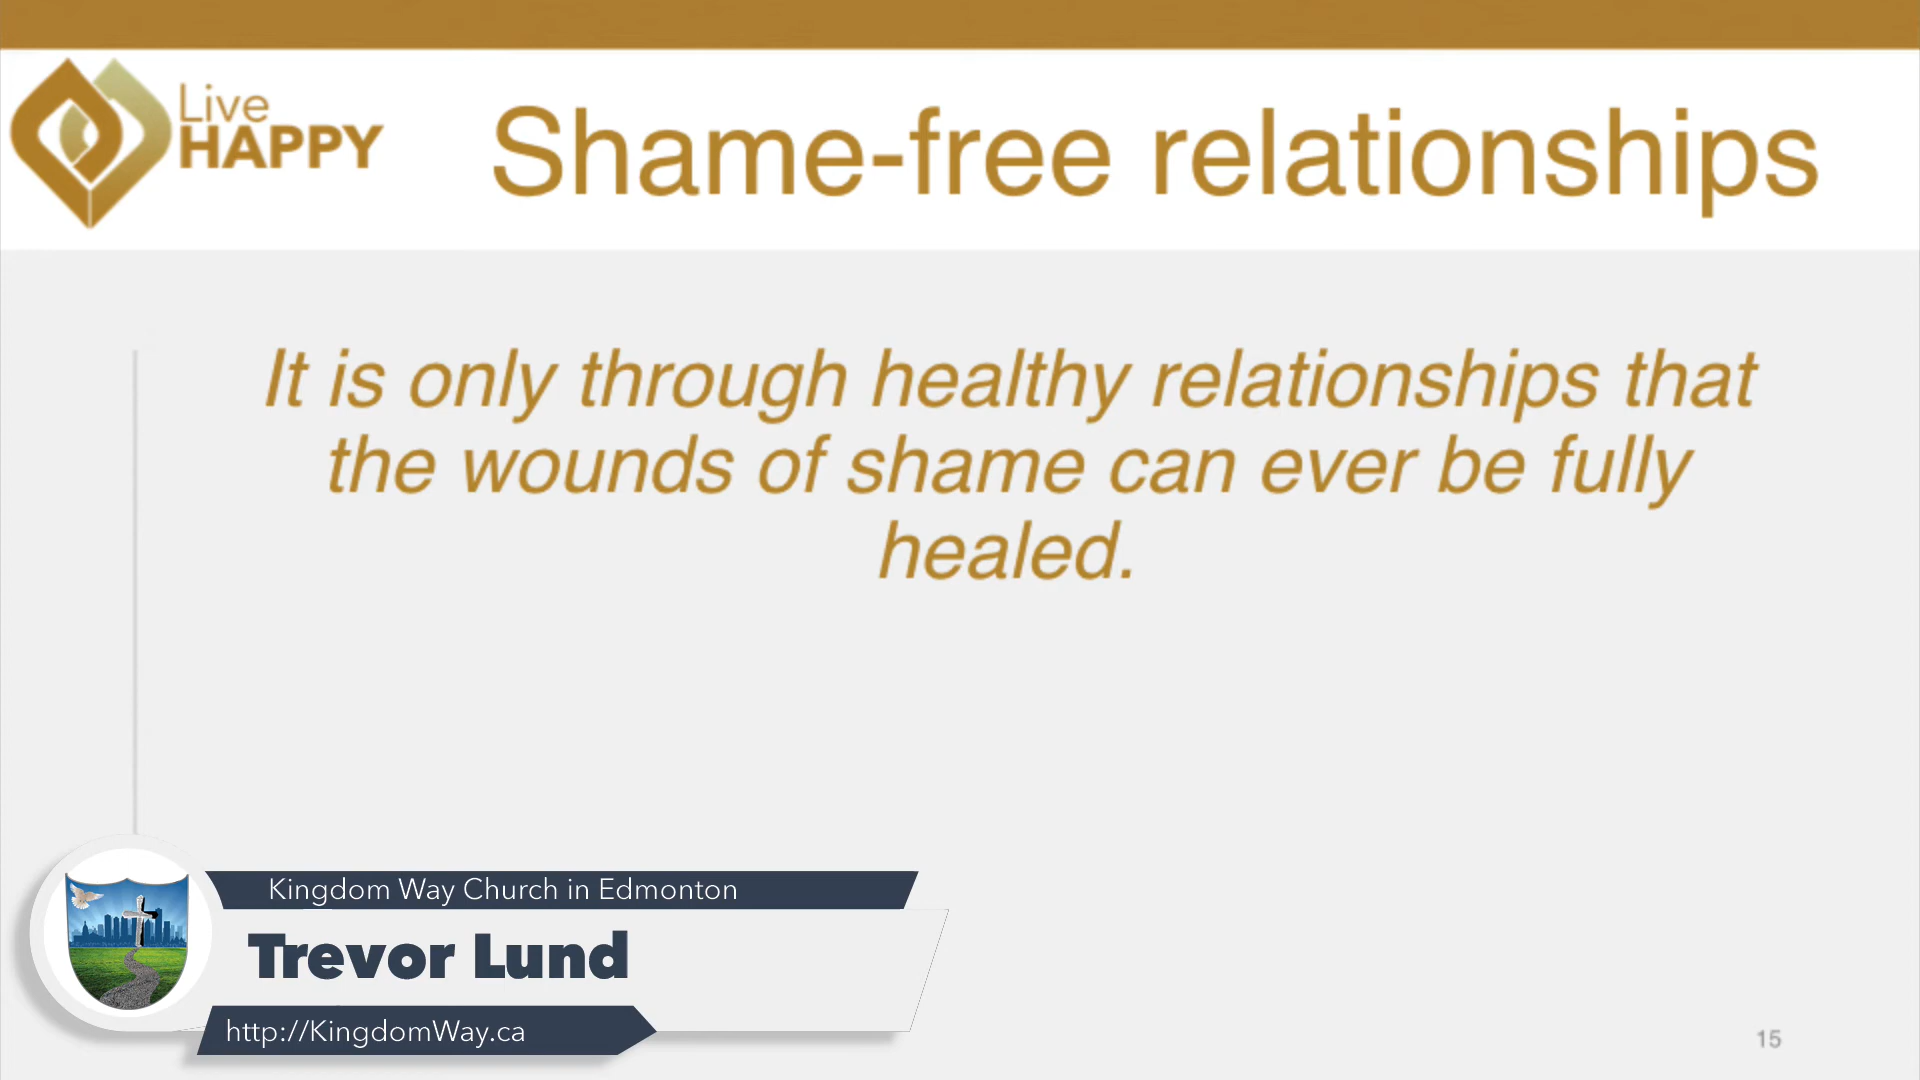 Live
HAPPY
Shame-free relationships
It is only through healthy relationships that
the wounds of shame can ever be fully
healed.
Kingdom Way Church in Edmonton
Trevor Lund
http://KingdomWay.ca
15